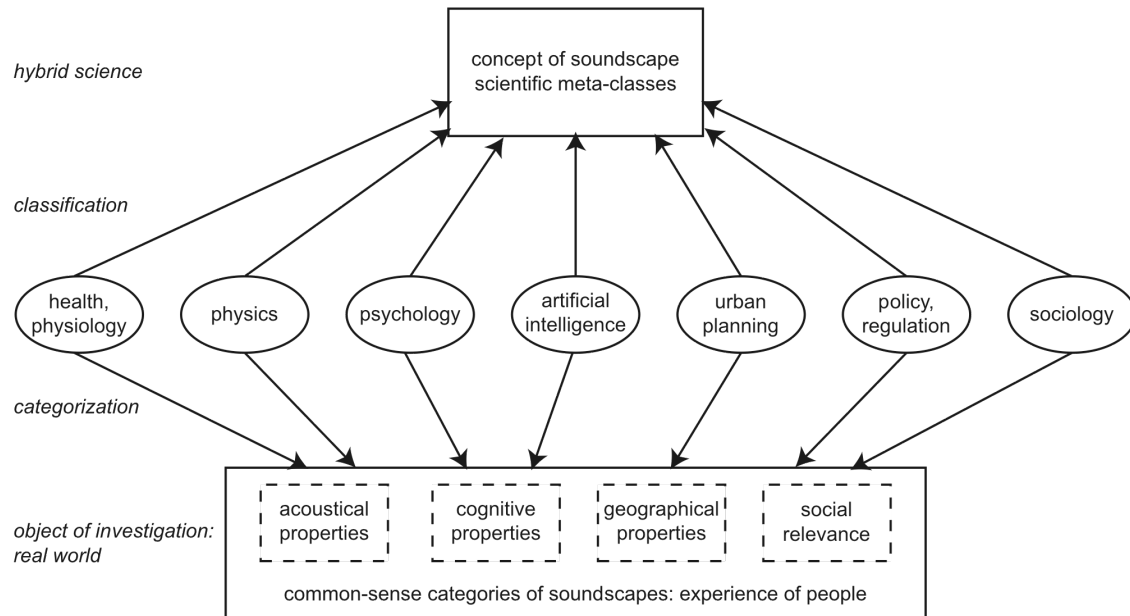 hybrid science
concept of soundscape
scientific meta-classes
classification
health,
physiology
physics
psychology
artificial
intelligence
urban
planning
policy,
regulation
sociology
categorization
object of investigation:
real world
acoustical
properties
cognitive
properties
geographical
properties
social
relevance
common-sense categories of soundscapes: experience of people